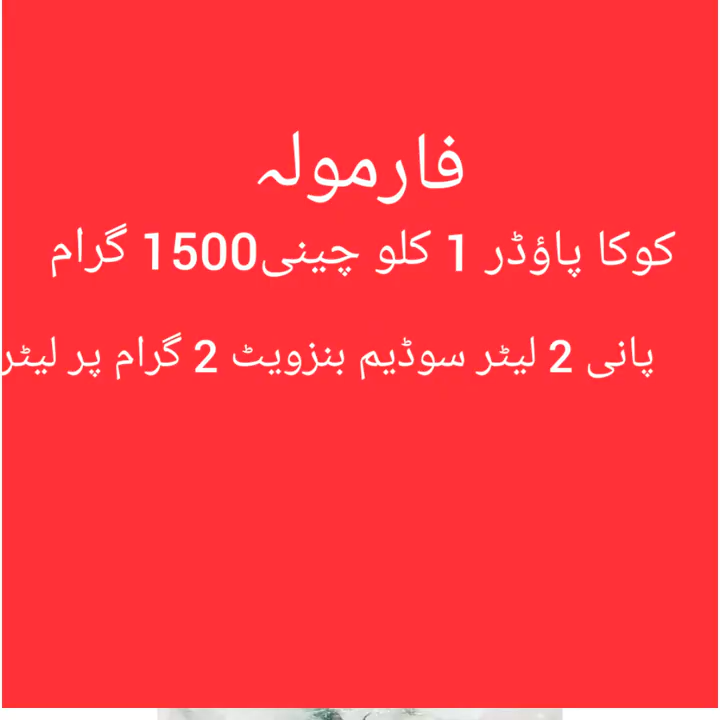 فارمولہ
کوکا پاؤڈر 1 کلو چینی1500 گرام
پانی 2 لیٹر سوڈیم بنزویٹ 2 گرام پر لیٹر